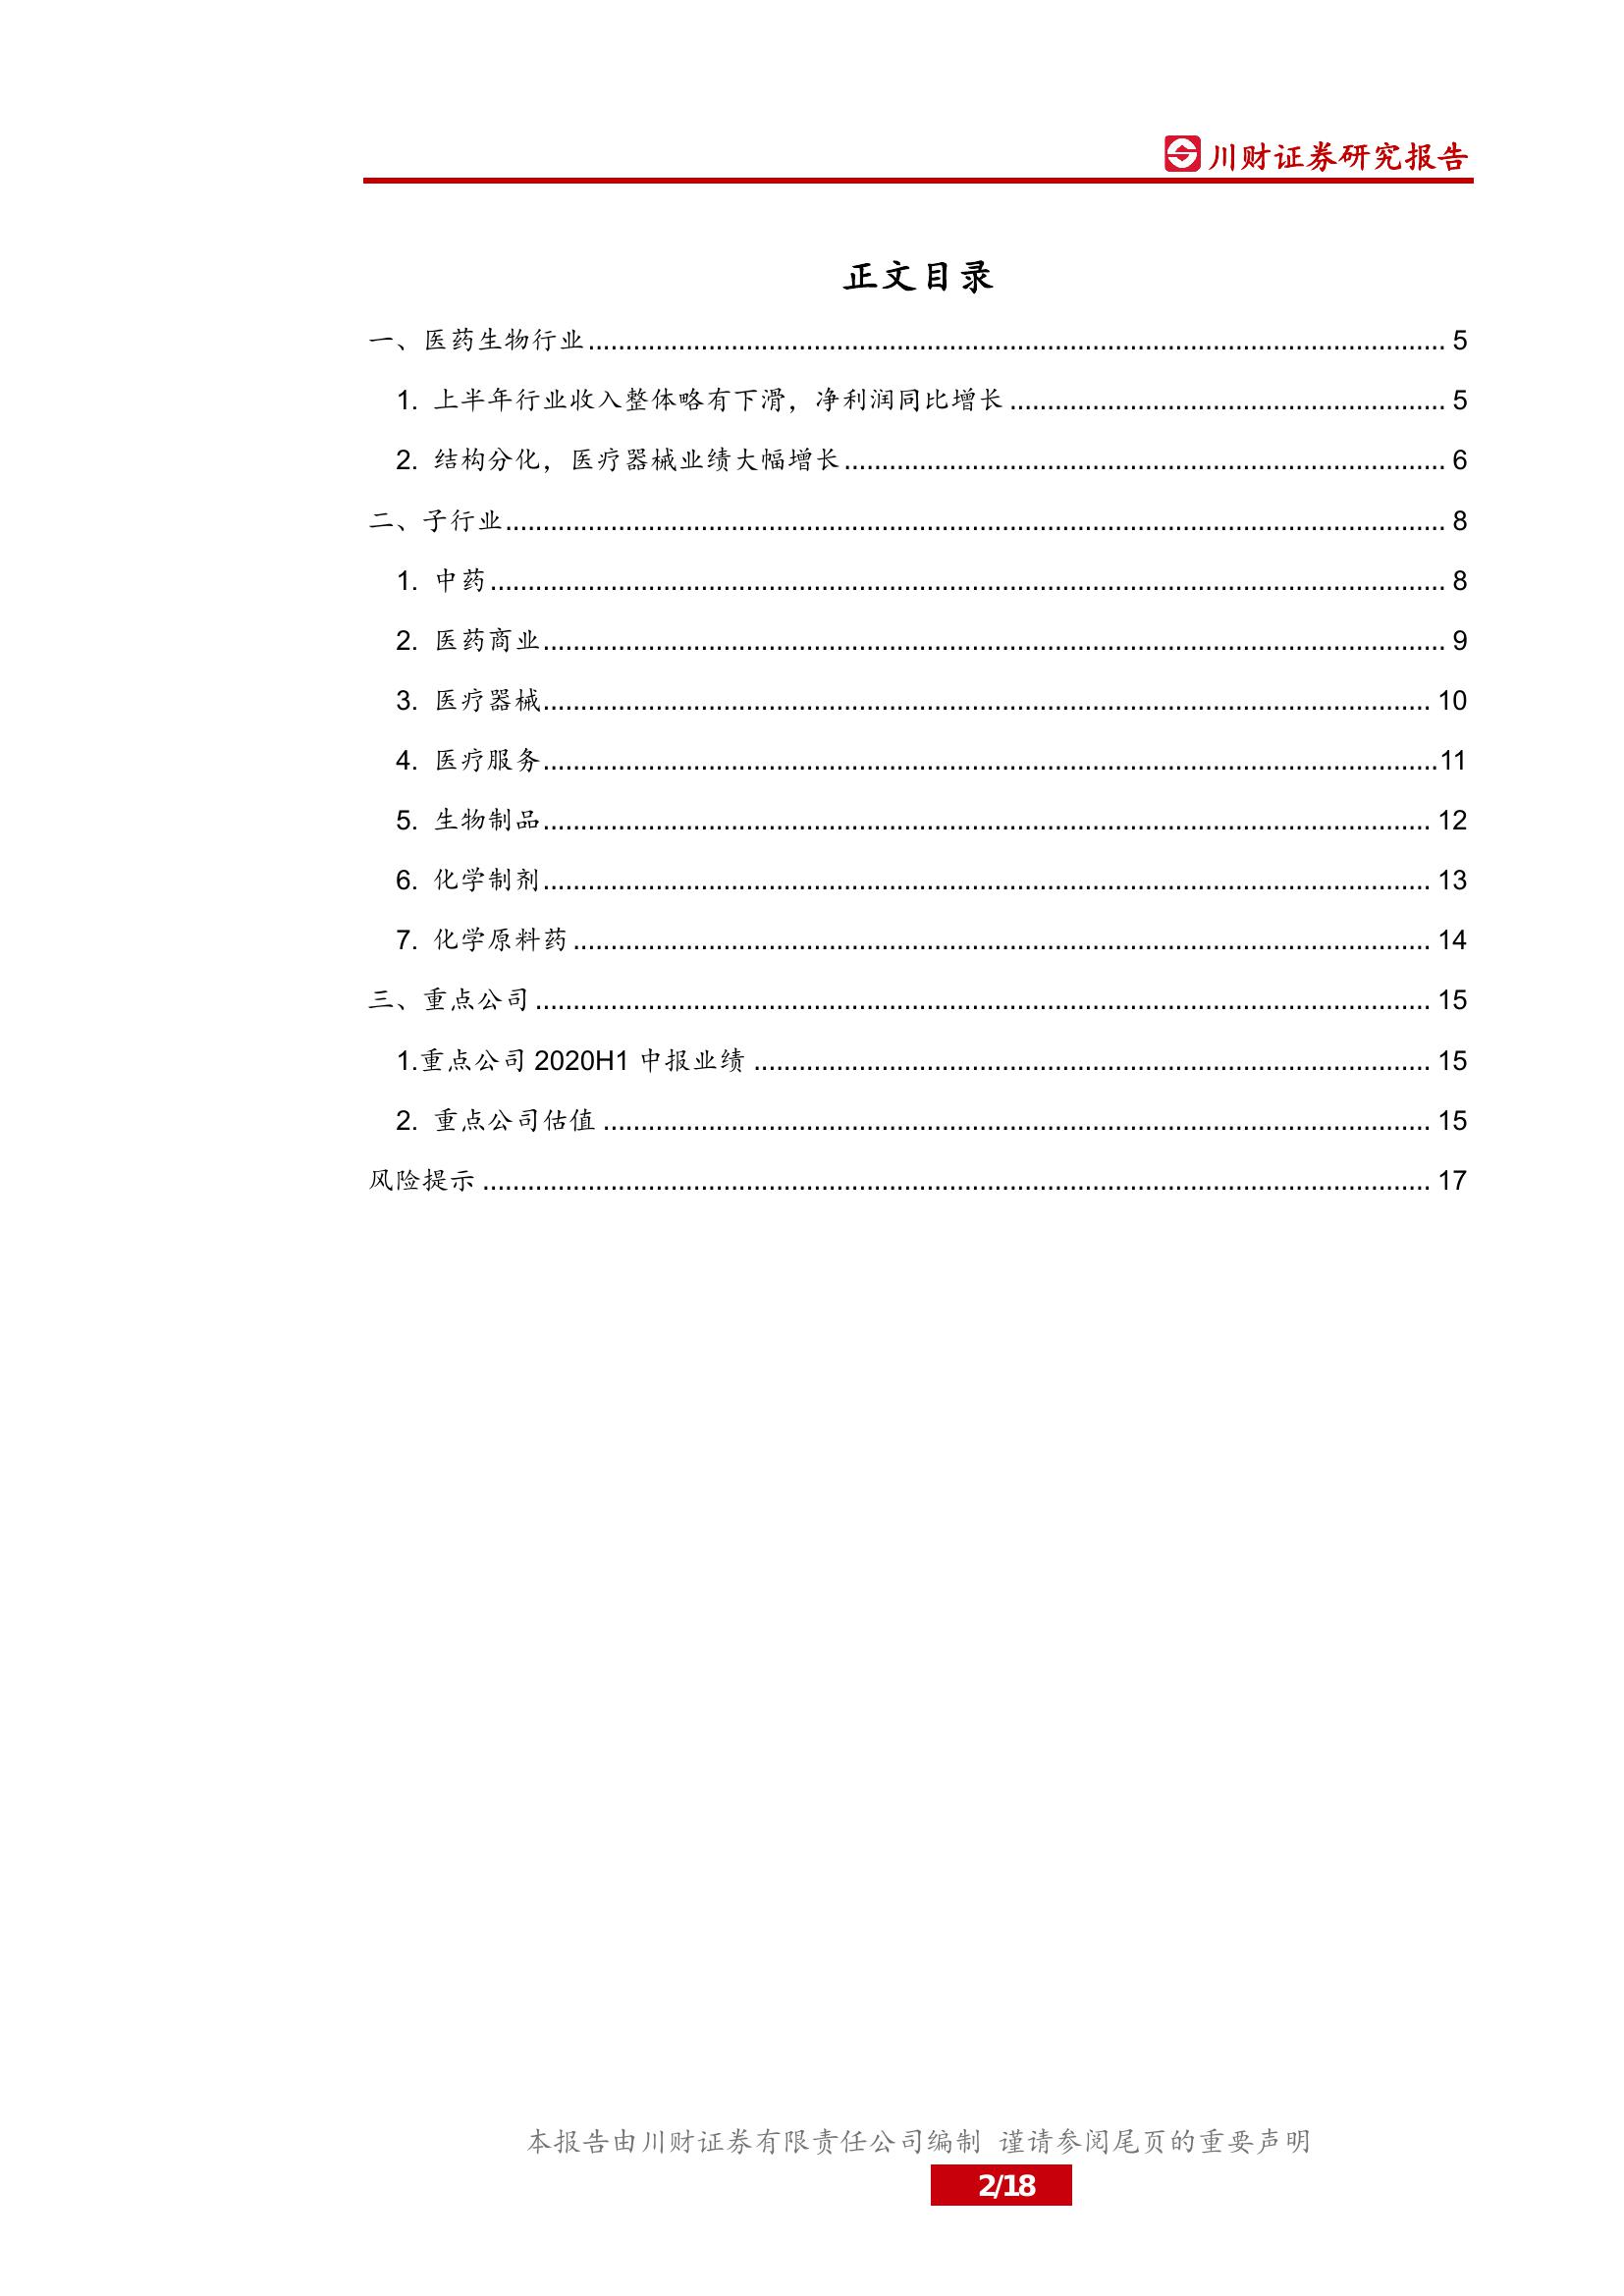 川财证券研究报告
正文目录
一、医药生物行业........................................ 5
1. 上半年行业收入整体略有下滑，净利润同比增长........................................ 5
2. 结构分化，医疗器械业绩大幅增长........................................ 6
二、子行业........................................ 8
1. 中药........................................ 8
2. 医药商业........................................ 9
3. 医疗器械........................................ 10
4. 医疗服务........................................11
5. 生物制品........................................ 12
6. 化学制剂........................................ 13
7. 化学原料药........................................ 14
三、重点公司........................................ 15
1.重点公司 2020H1 中报业绩........................................ 15
2. 重点公司估值........................................ 15
风险提示........................................ 17
本报告由川财证券有限责任公司编制 谨请参阅尾页的重要声明
2/18